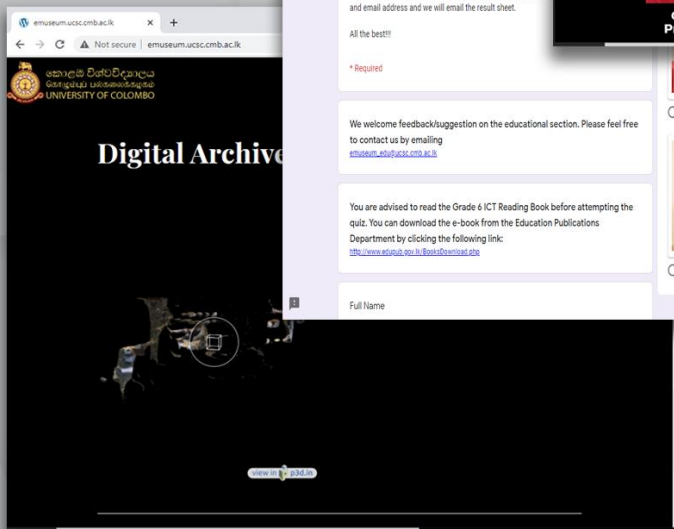 emuseum.ucsc.cmb.ac.lk
Not secure | emuseum.ucsc.cmb.ac.lk
කොළඹ විශ්වවිද්‍යාලය
கொழும்புப் பல்கலைக்கழகம்
UNIVERSITY OF COLOMBO
Digital Archive
view in p3d.in
and email address and we will email the result sheet.
All the best!!!
* Required
We welcome feedback/suggestion on the educational section. Please feel free
to contact us by emailing
emuseum_edu@ucsc.cmb.ac.lk
You are advised to read the Grade 6 ICT Reading Book before attempting the
quiz. You can download the e-book from the Education Publications
Department by clicking the following link:
http://www.edupub.gov.lk/BooksDownload.php
Full Name